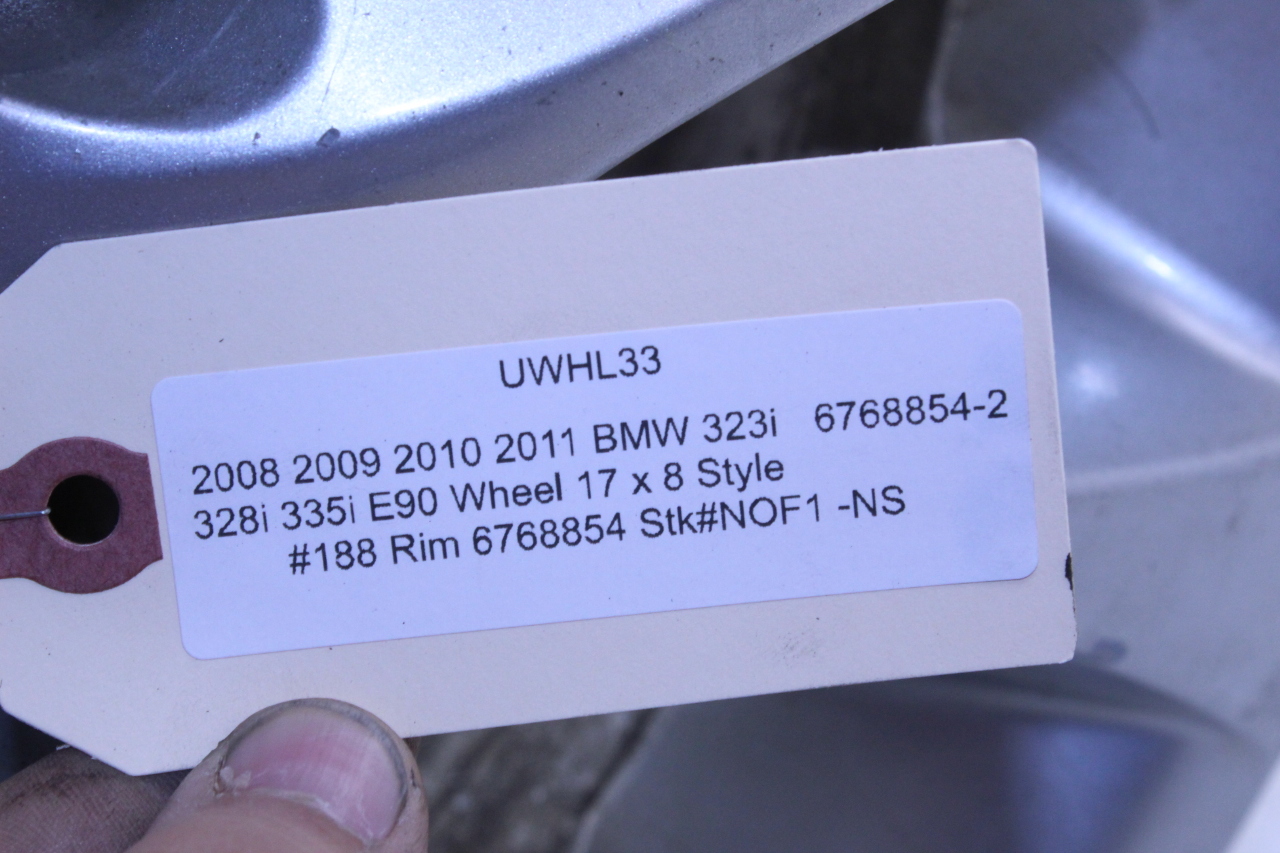 UWHL33
2008 2009 2010 2011 BMW 323i 6768854-2
328i 335i E90 Wheel 17 x 8 Style
#188 Rim 6768854 Stk#NOF1 -NS